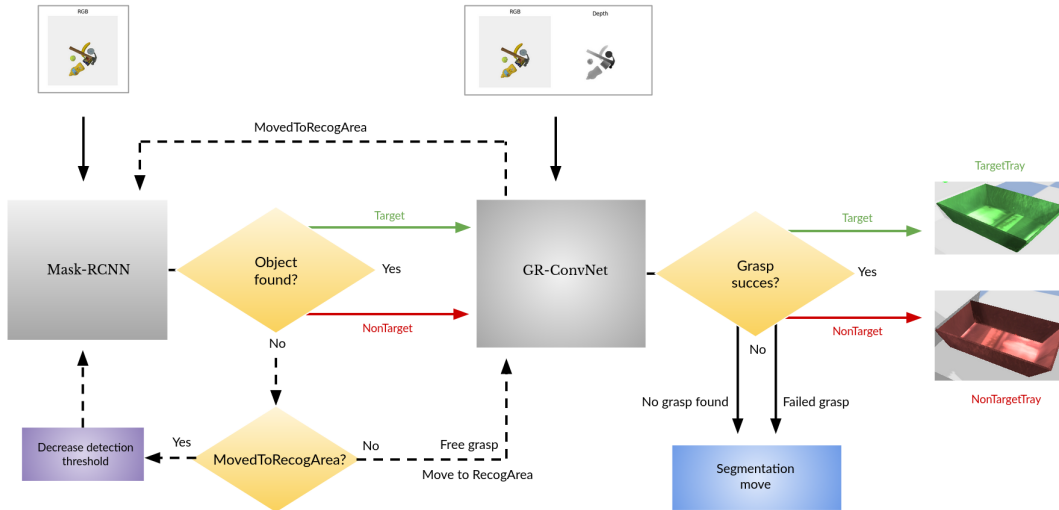 RGB
RGB
Depth
MovedToRecogArea
TargetTray
Mask-RCNN
Object
found?
Target
Yes
NonTarget
No
GR-ConvNet
Grasp
succes?
Target
Yes
NonTarget
No
NonTargetTray
No grasp found
Failed grasp
Decrease detection
threshold
Yes
MovedToRecogArea?
No
Free grasp
Move to RecogArea
Segmentation
move